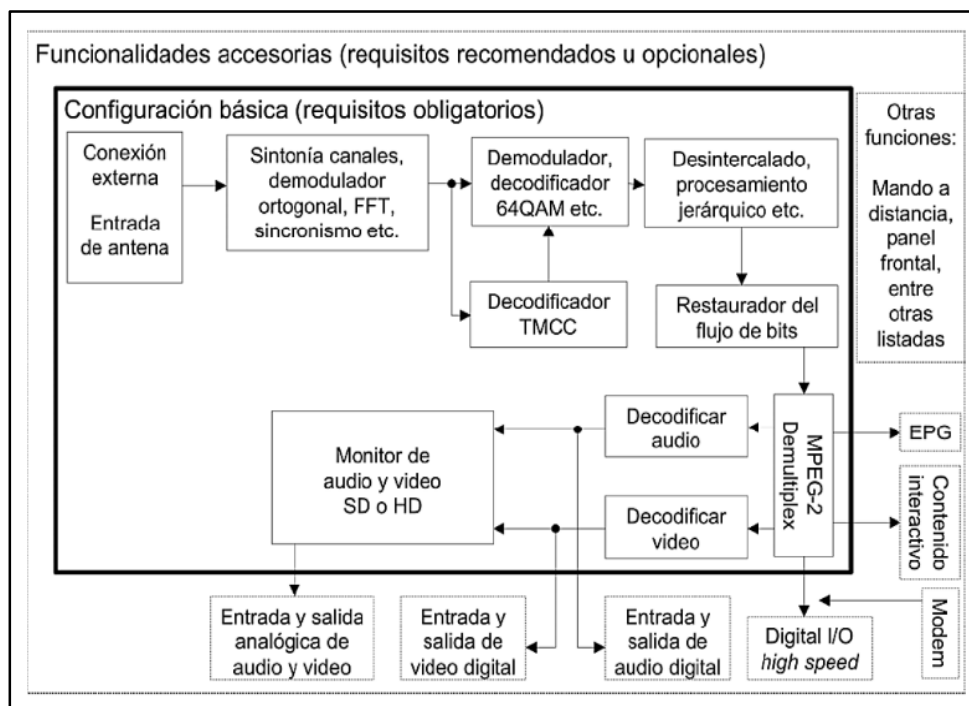 Funcionalidades accesorias (requisitos recomendados u opcionales)
Configuración básica (requisitos obligatorios)
Conexión
externa
Entrada
de antena
Sintonía canales,
demodulador
ortogonal, FFT,
sincronismo etc.
Demodulador,
decodificador
64QAM etc.
Desintercalado,
procesamiento
jerárquico etc.
Otras
funciones:
Mando a
distancia,
panel
frontal,
entre
otras
listadas
Decodificador
TMCC
Restaurador del
flujo de bits
Monitor de
audio y video
SD o HD
Decodificar
audio
Decodificar
video
MPEG-2
Demultiplex
EPG
Contenido
interactivo
Modem
Entrada y salida
analógica de
audio y video
Entrada y
salida de
video digital
Entrada y
salida de
audio digital
Digital I/O
high speed